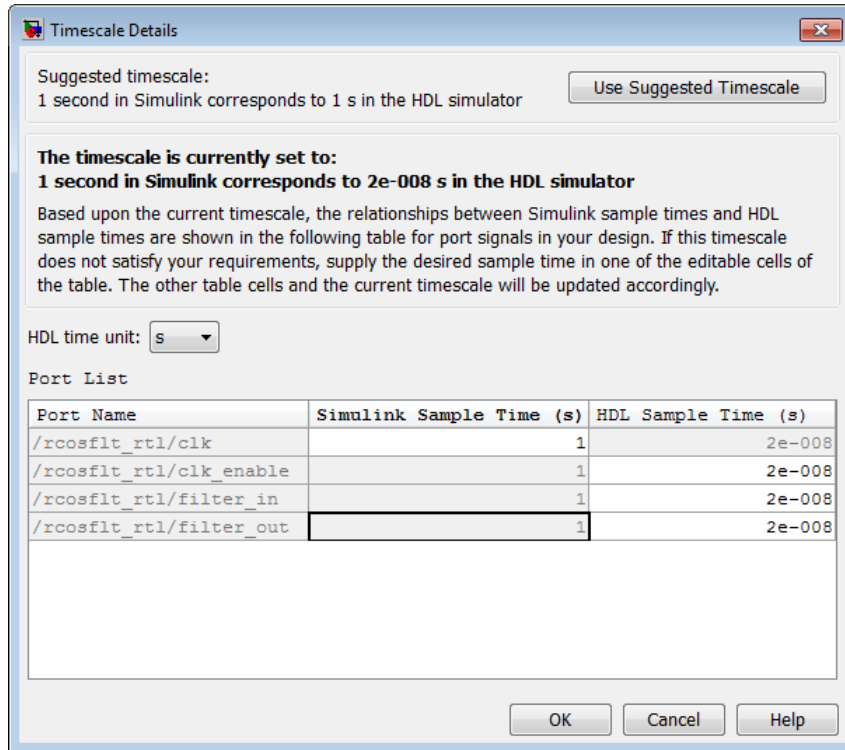 Timescale Details
Suggested timescale:
1 second in Simulink corresponds to 1 s in the HDL simulator
Use Suggested Timescale
The timescale is currently set to:
1 second in Simulink corresponds to 2e-008 s in the HDL simulator
Based upon the current timescale, the relationships between Simulink sample times and HDL
sample times are shown in the following table for port signals in your design. If this timescale
does not satisfy your requirements, supply the desired sample time in one of the editable cells of
the table. The other table cells and the current timescale will be updated accordingly.
HDL time unit: s
Port List
Port Name Simulink Sample Time (s) HDL Sample Time (s)
/rcosflt_rtl/clk 1 2e-008
/rcosflt_rtl/clk_enable 1 2e-008
/rcosflt_rtl/filter_in 1 2e-008
/rcosflt_rtl/filter_out 1 2e-008
OK Cancel Help